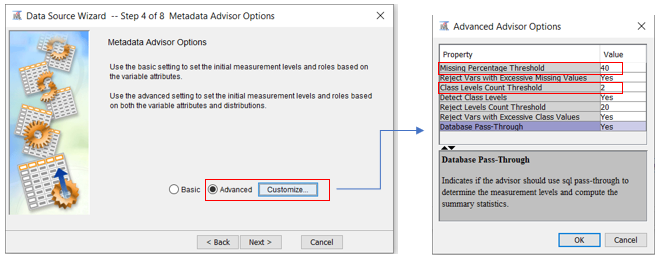 Data Source Wizard -- Step 4 of 8 Metadata Advisor Options
Metadata Advisor Options
Use the basic setting to set the initial measurement levels and roles based on
the variable attributes.
Use the advanced setting to set the initial measurement levels and roles based
on both the variable attributes and distributions.
Basic Advanced Customize...
< Back Next > Cancel
Advanced Advisor Options
Property Value
Missing Percentage Threshold 40
Reject Vars with Excessive Missing Values Yes
Class Levels Count Threshold 2
Detect Class Levels Yes
Reject Levels Count Threshold 20
Reject Vars with Excessive Class Values Yes
Database Pass-Through Yes
Database Pass-Through
Indicates if the advisor should use sql pass-through to
determine the measurement levels and compute the
summary statistics.
OK Cancel